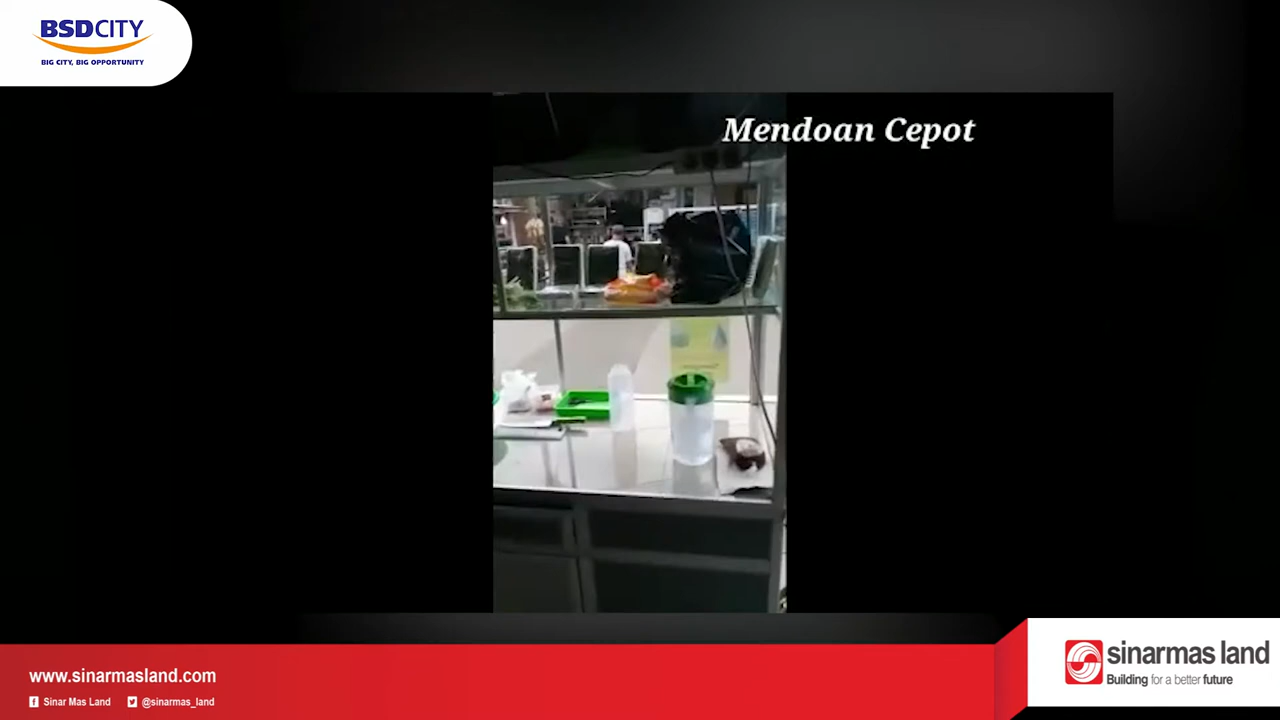 BSDCITY
BIG CITY, BIG OPPORTUNITY
Mendoan Cepot
www.sinarmasland.com
Sinar Mas Land @sinarmas_land
sinarmas land
Building for a better future